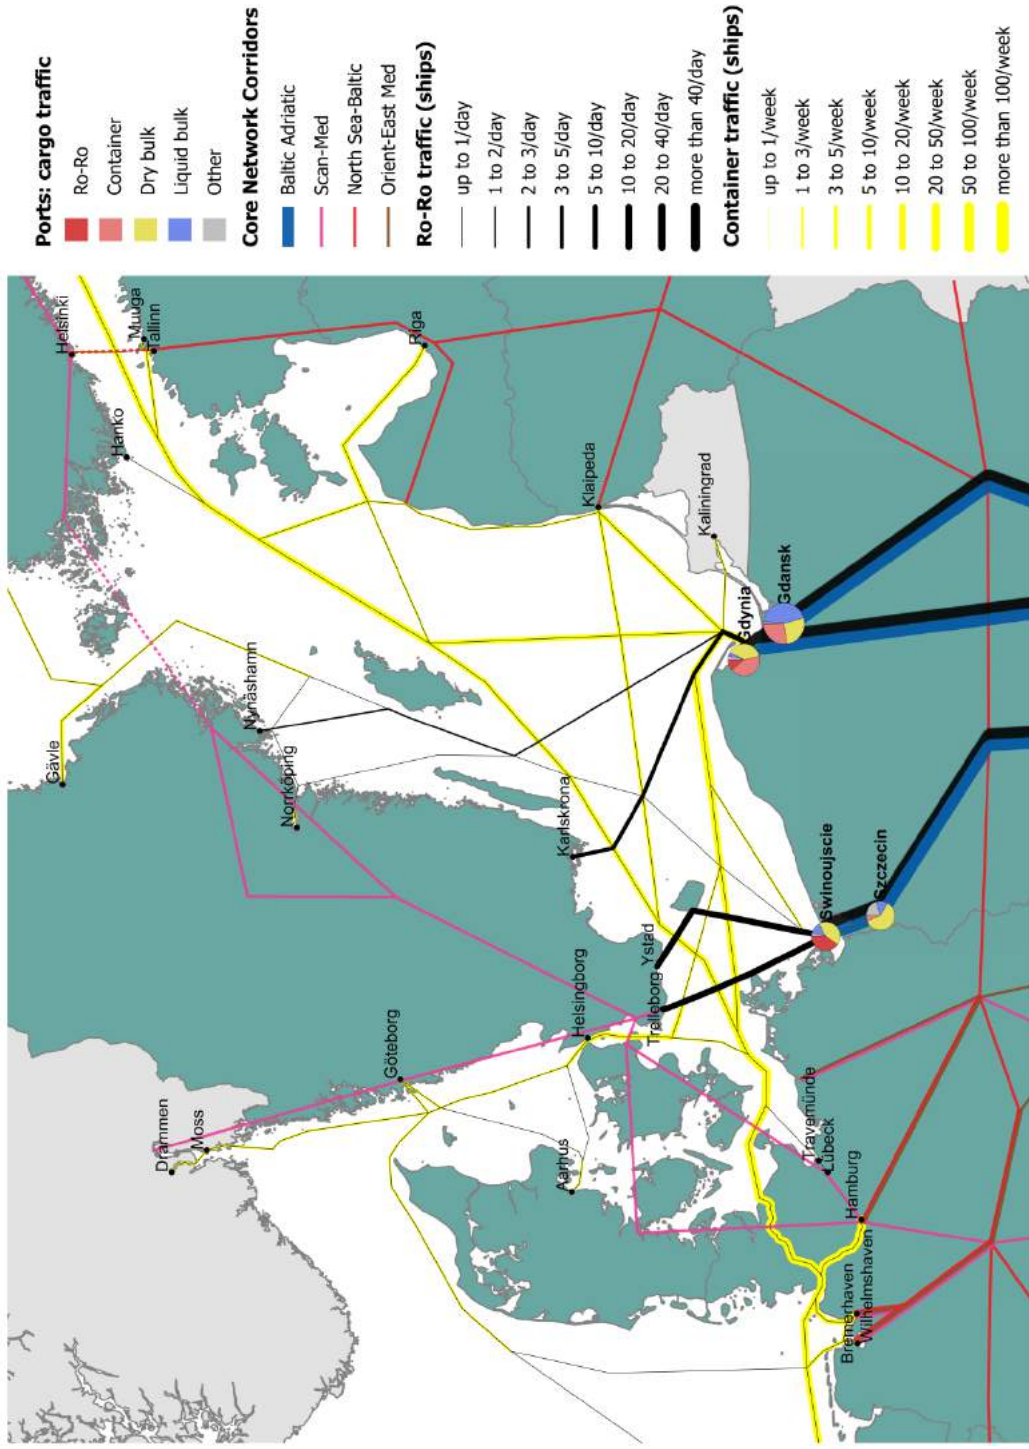 Ports: cargo traffic
Ro-Ro
Container
Dry bulk
Liquid bulk
Other
Core Network Corridors
Baltic Adriatic
Scan-Med
North Sea-Baltic
Orient-East Med
Ro-Ro traffic (ships)
up to 1/day
1 to 2/day
2 to 3/day
3 to 5/day
5 to 10/day
10 to 20/day
20 to 40/day
more than 40/day
Container traffic (ships)
up to 1/week
1 to 3/week
3 to 5/week
5 to 10/week
10 to 20/week
20 to 50/week
50 to 100/week
more than 100/week
Helsinki
Muuga
Tallinn
Hanko
Riga
Gävle
Nynäshamn
Norrköping
Drammen
Moss
Göteborg
Karlskrona
Klaipeda
Helsingborg
Aarhus
Ystad
Trelleborg
Kaliningrad
Gdynia
Gdansk
Swinoujscie
Szczecin
Travemünde
Lübeck
Hamburg
Bremerhaven
Wilhelmshaven